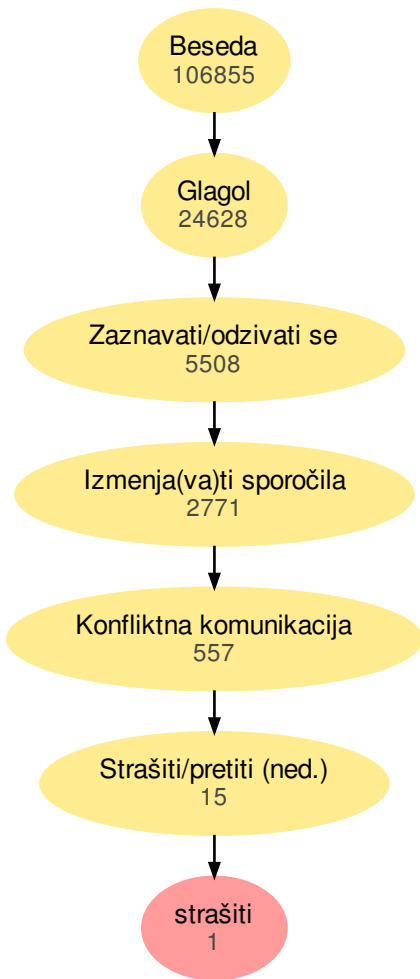 Beseda
106855
Glagol
24628
Zaznavati/odzivati se
5508
Izmenja(va)ti sporočila
2771
Konfliktna komunikacija
557
Strašiti/pretiti (ned.)
15
strašiti
1